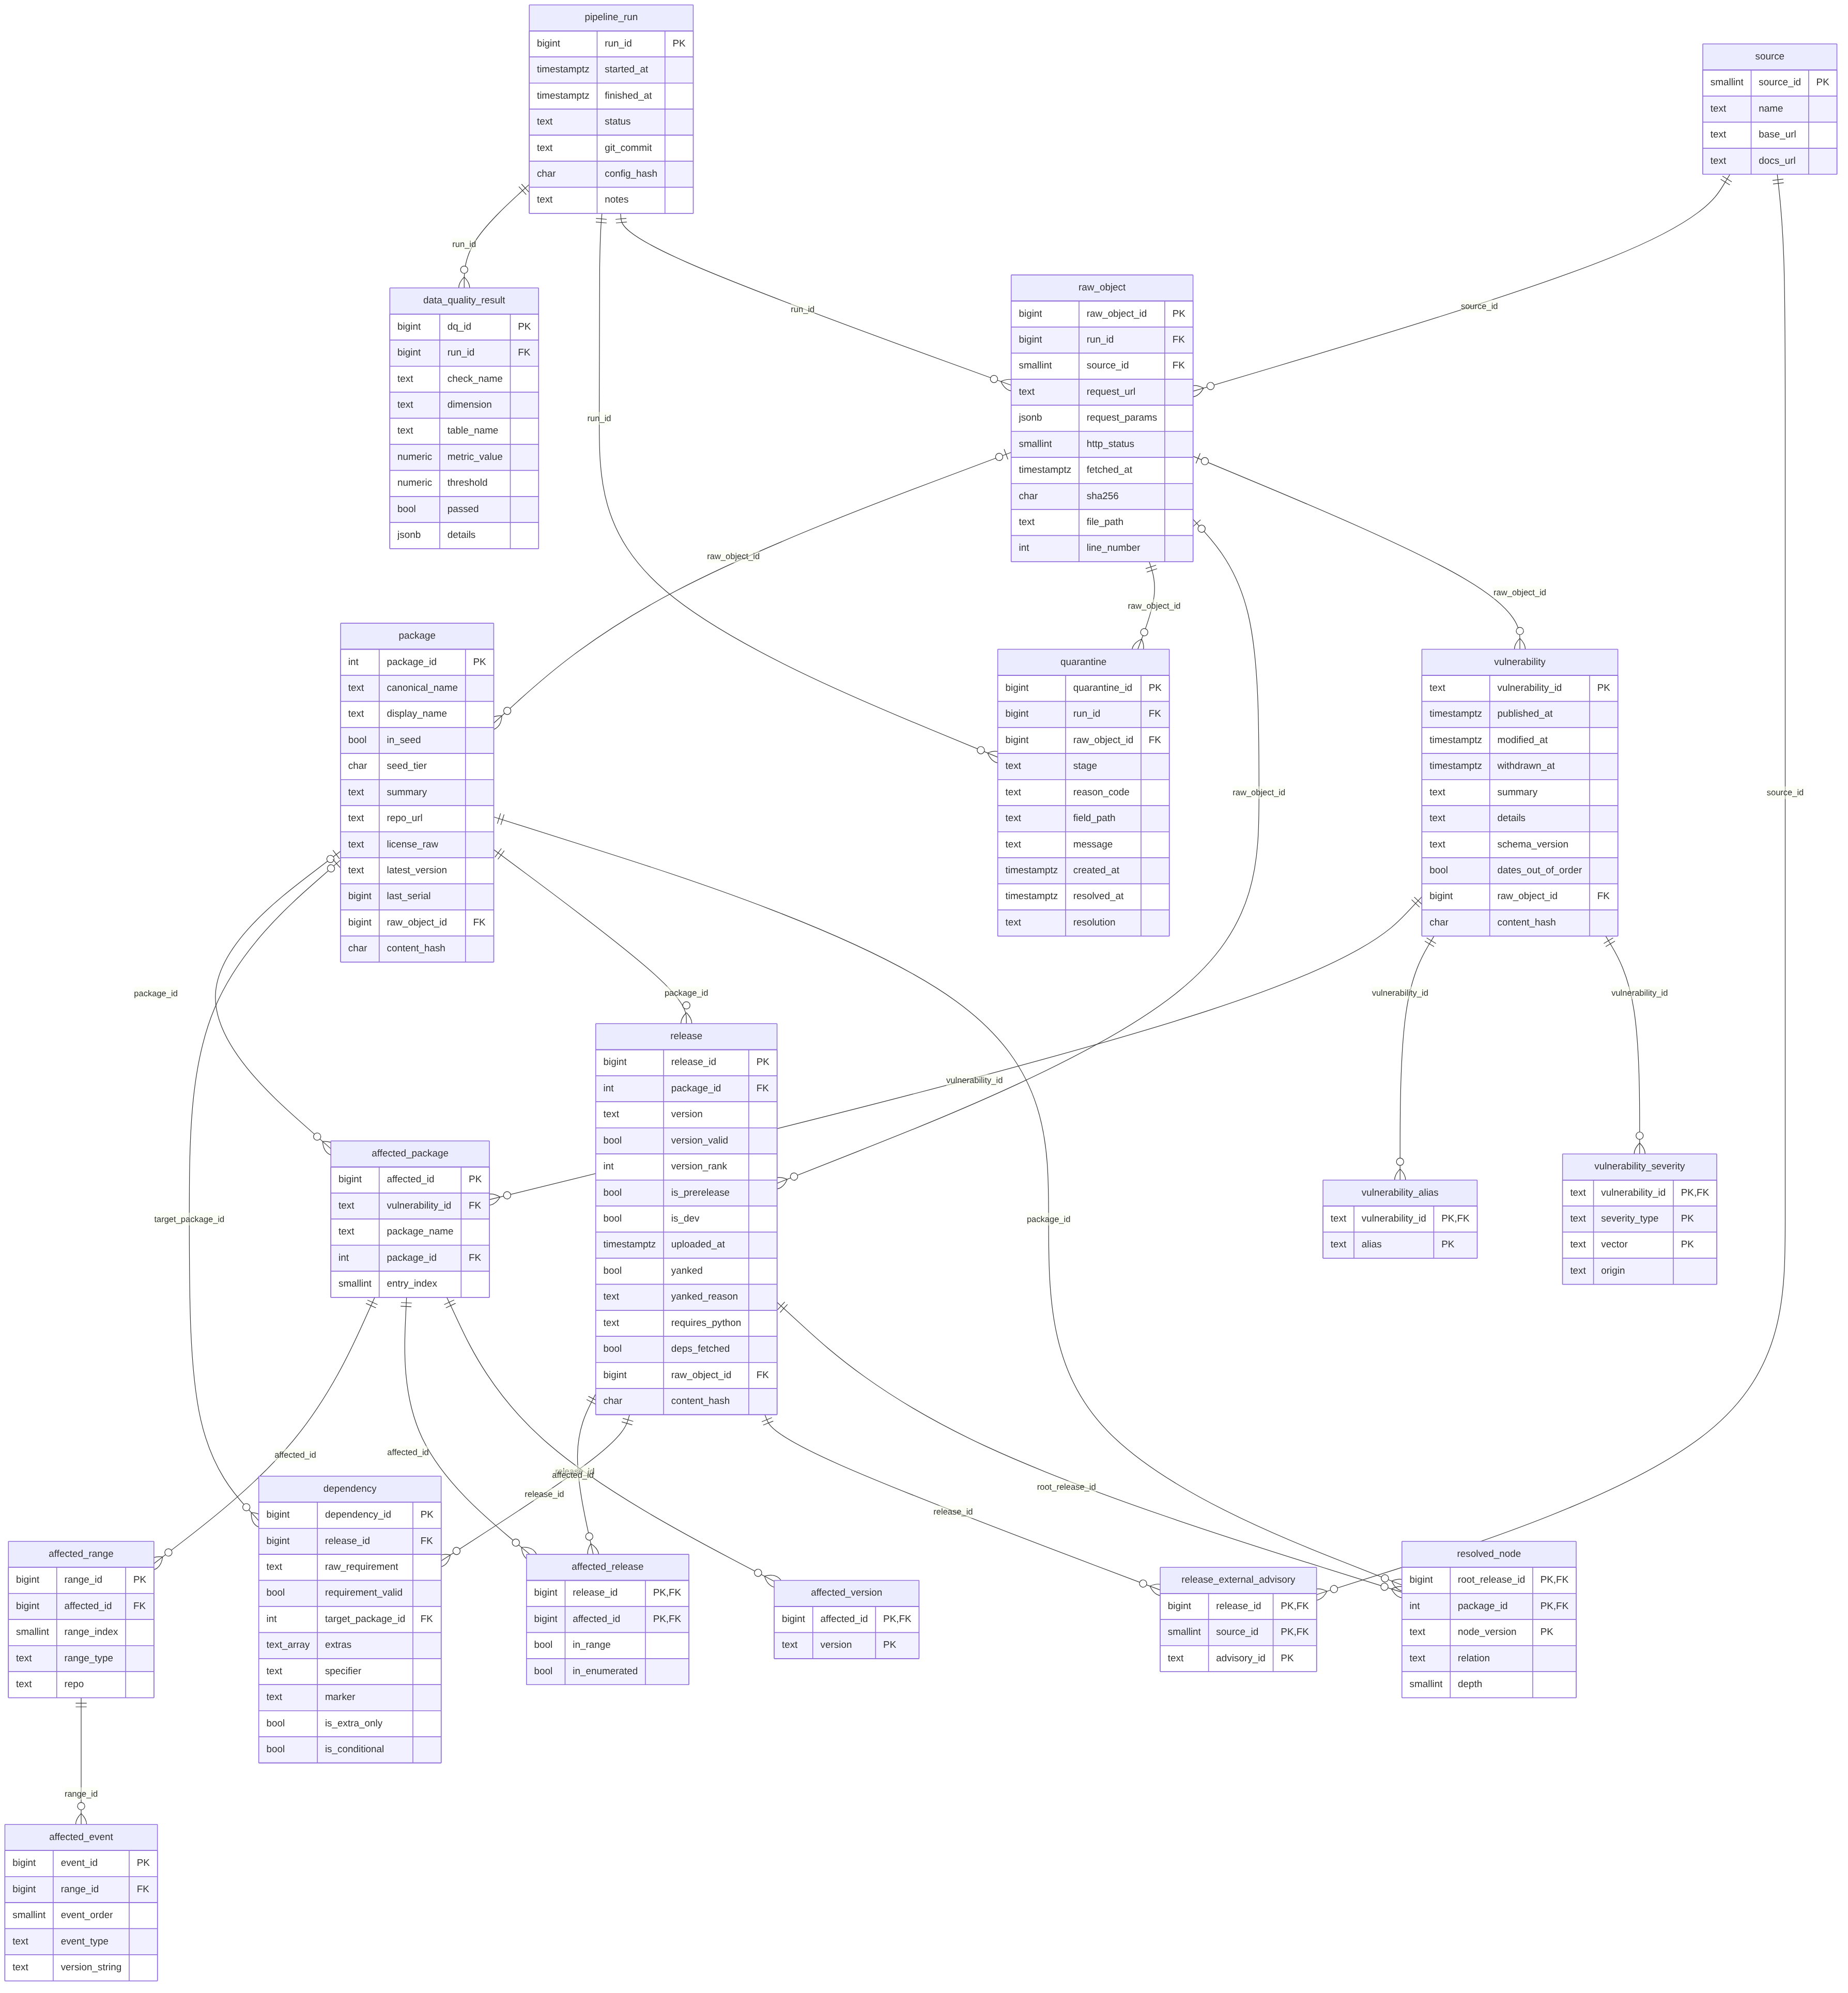 pipeline_run
bigint run_id PK
timestamptz started_at
timestamptz finished_at
text status
text git_commit
char config_hash
text notes
source
smallint source_id PK
text name
text base_url
text docs_url
run_id
data_quality_result
bigint dq_id PK
bigint run_id FK
text check_name
text dimension
text table_name
numeric metric_value
numeric threshold
bool passed
jsonb details
run_id
run_id
source_id
raw_object
bigint raw_object_id PK
bigint run_id FK
smallint source_id FK
text request_url
jsonb request_params
smallint http_status
timestamptz fetched_at
char sha256
text file_path
int line_number
raw_object_id
raw_object_id
raw_object_id
raw_object_id
source_id
package
int package_id PK
text canonical_name
text display_name
bool in_seed
char seed_tier
text summary
text repo_url
text license_raw
text latest_version
bigint last_serial
bigint raw_object_id FK
char content_hash
quarantine
bigint quarantine_id PK
bigint run_id FK
bigint raw_object_id FK
text stage
text reason_code
text field_path
text message
timestamptz created_at
timestamptz resolved_at
text resolution
vulnerability
text vulnerability_id PK
timestamptz published_at
timestamptz modified_at
timestamptz withdrawn_at
text summary
text details
text schema_version
bool dates_out_of_order
bigint raw_object_id FK
char content_hash
package_id
package_id
vulnerability_id
vulnerability_id
vulnerability_id
target_package_id
package_id
release
bigint release_id PK
int package_id FK
text version
bool version_valid
int version_rank
bool is_prerelease
bool is_dev
timestamptz uploaded_at
bool yanked
text yanked_reason
text requires_python
bool deps_fetched
bigint raw_object_id FK
char content_hash
affected_package
bigint affected_id PK
text vulnerability_id FK
text package_name
int package_id FK
smallint entry_index
vulnerability_alias
text vulnerability_id PK,FK
text alias PK
vulnerability_severity
text vulnerability_id PK,FK
text severity_type PK
text vector PK
text origin
affected_id
affected_id
release_id
affected_id
release_id
release_id
root_release_id
affected_range
bigint range_id PK
bigint affected_id FK
smallint range_index
text range_type
text repo
dependency
bigint dependency_id PK
bigint release_id FK
text raw_requirement
bool requirement_valid
int target_package_id FK
text_array extras
text specifier
text marker
bool is_extra_only
bool is_conditional
affected_release
bigint release_id PK,FK
bigint affected_id PK,FK
bool in_range
bool in_enumerated
affected_version
bigint affected_id PK,FK
text version PK
release_external_advisory
bigint release_id PK,FK
smallint source_id PK,FK
text advisory_id PK
resolved_node
bigint root_release_id PK,FK
int package_id PK,FK
text node_version PK
text relation
smallint depth
range_id
affected_event
bigint event_id PK
bigint range_id FK
smallint event_order
text event_type
text version_string